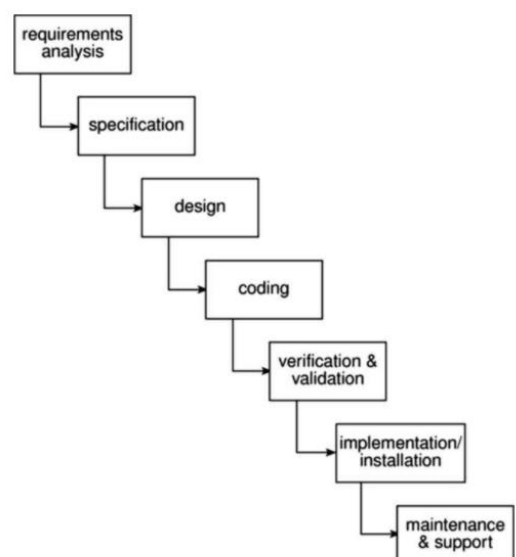 requirements
analysis
specification
design
coding
verification &
validation
implementation/
installation
maintenance
& support